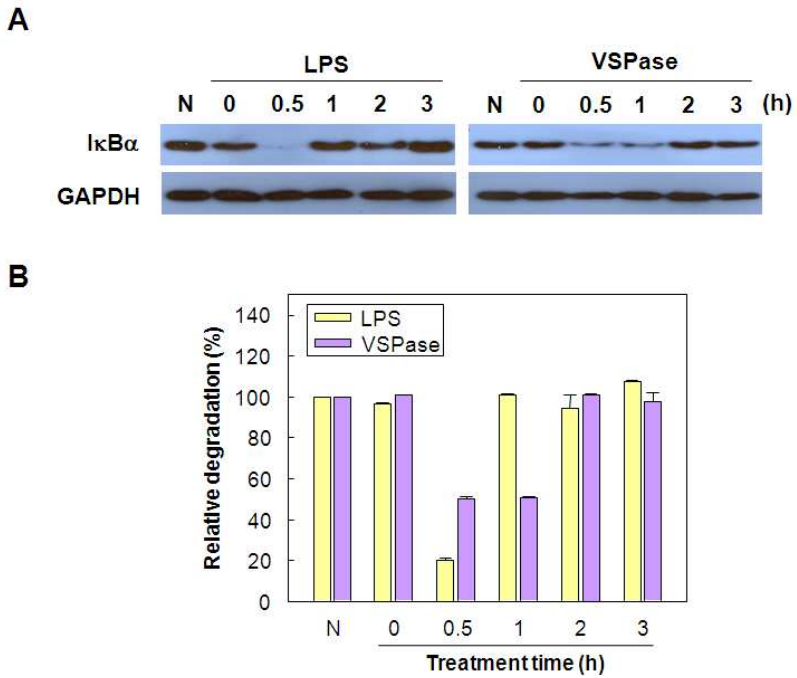 A
LPS
VSPase
N 0 0.5 1 2 3
N 0 0.5 1 2 3 (h)
IκBα
GAPDH
B
LPS
VSPase
Relative degradation (%)
140
120
100
80
60
40
20
0
N 0 0.5 1 2 3
Treatment time (h)